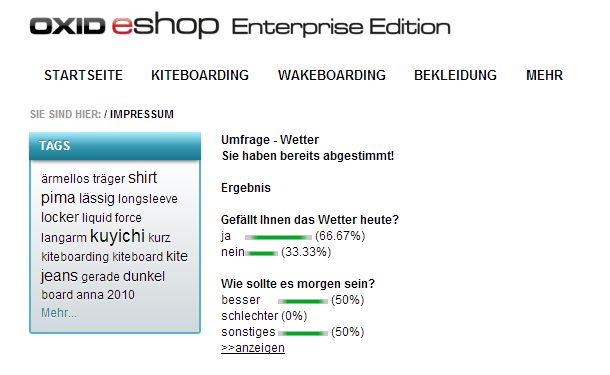 OXID eshop Enterprise Edition
STARTSEITE KITEBOARDING WAKEBOARDING BEKLEIDUNG MEHR
SIE SIND HIER: / IMPRESSUM
TAGS
ärmellos träger shirt
pima lässig longsleeve
locker liquid force
langarm kuyichi kurz
kiteboarding kiteboard kite
jeans gerade dunkel
board anna 2010
Mehr...
Umfrage - Wetter
Sie haben bereits abgestimmt!
Ergebnis
Gefällt Ihnen das Wetter heute?
ja (66.67%)
nein (33.33%)
Wie sollte es morgen sein?
besser (50%)
schlechter (0%)
sonstiges (50%)
>>anzeigen